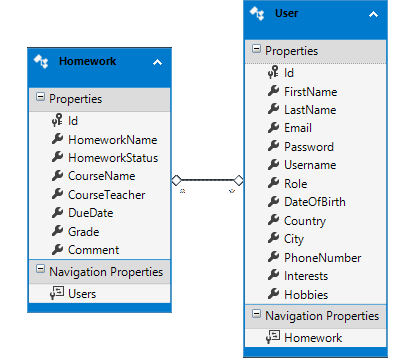 Homework
Properties
Id
HomeworkName
HomeworkStatus
CourseName
CourseTeacher
DueDate
Grade
Comment
Navigation Properties
Users
*
*
User
Properties
Id
FirstName
LastName
Email
Password
Username
Role
DateOfBirth
Country
City
PhoneNumber
Interests
Hobbies
Navigation Properties
Homework